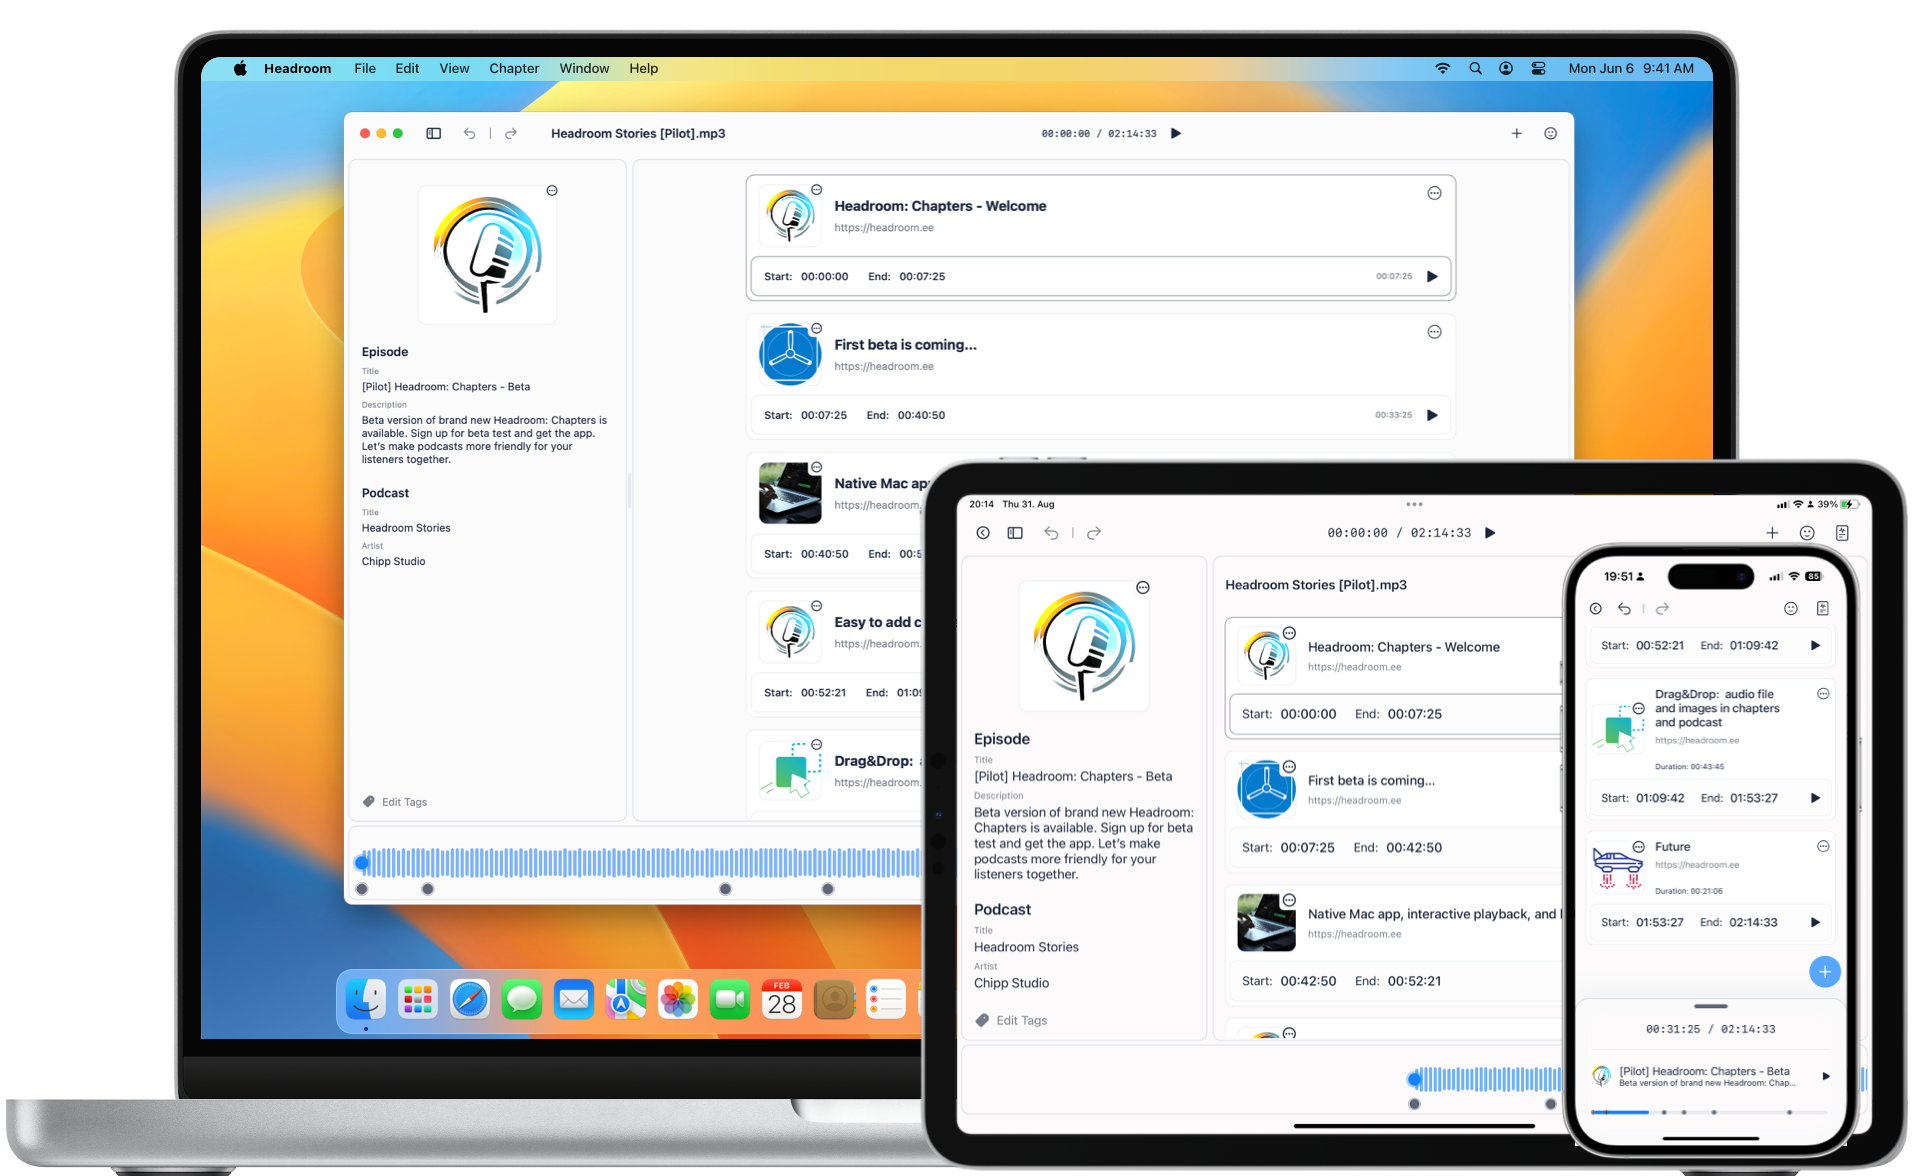 Headroom File Edit View Chapter Window Help
Mon Jun 6 9:41 AM
Headroom Stories [Pilot].mp3
00:00:00 / 02:14:33
Episode
Title
[Pilot] Headroom: Chapters - Beta
Description
Beta version of brand new Headroom: Chapters is
available. Sign up for beta test and get the app.
Let's make podcasts more friendly for your
listeners together.
Podcast
Title
Headroom Stories
Artist
Chipp Studio
Edit Tags
Headroom: Chapters - Welcome
https://headroom.ee
Start: 00:00:00 End: 00:07:25
00:07:25
First beta is coming...
https://headroom.ee
Start: 00:07:25 End: 00:40:50
00:33:25
Native Mac ap
https://headroom.
Start: 00:40:50 End: 00:5
Easy to add c
https://headroom.
Start: 00:52:21 End: 01:09
Drag&Drop:
https://headroom.
FEB
28
20:14 Thu 31. Aug
39%
00:00:00 / 02:14:33
Episode
Title
[Pilot] Headroom: Chapters - Beta
Description
Beta version of brand new Headroom:
Chapters is available. Sign up for beta
test and get the app. Let's make
podcasts more friendly for your
listeners together.
Podcast
Title
Headroom Stories
Artist
Chipp Studio
Edit Tags
Headroom Stories [Pilot].mp3
Headroom: Chapters - Welcome
https://headroom.ee
Start: 00:00:00 End: 00:07:25
First beta is coming...
https://headroom.ee
Start: 00:07:25 End: 00:42:50
Native Mac app, interactive playback, and
https://headroom.ee
Start: 00:42:50 End: 00:52:21
19:51
85
Start: 00:52:21 End: 01:09:42
Drag&Drop: audio file
and images in chapters
and podcast
https://headroom.ee
Duration: 00:43:45
Start: 01:09:42 End: 01:53:27
Future
https://headroom.ee
Duration: 00:21:06
Start: 01:53:27 End: 02:14:33
00:31:25 / 02:14:33
[Pilot] Headroom: Chapters - Beta
Beta version of brand new Headroom: Chap...